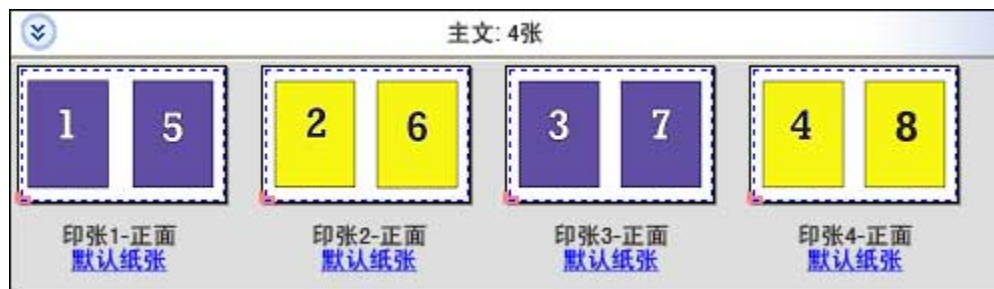 主文: 4张
1 5 2 6 3 7 4 8
印张1-正面 印张2-正面 印张3-正面 印张4-正面
默认纸张 默认纸张 默认纸张 默认纸张